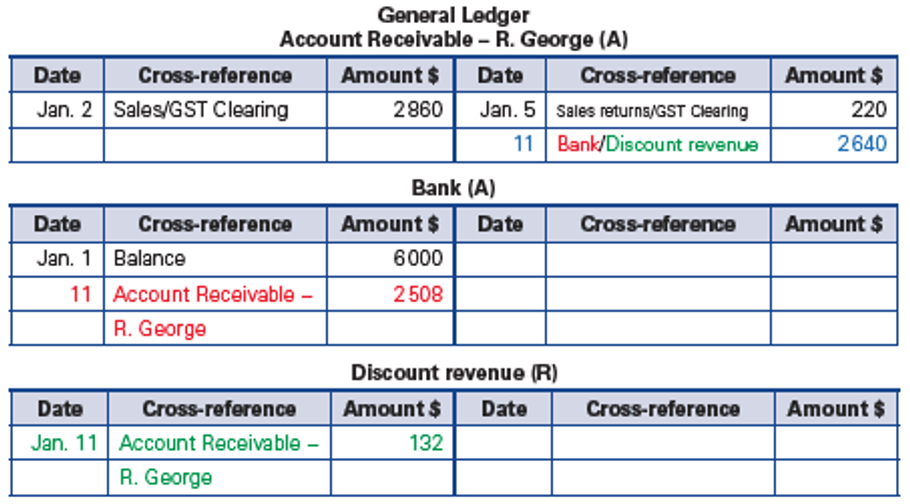 General Ledger
Account Receivable – R. George (A)
Date Cross-reference Amount $ Date Cross-reference Amount $
Jan. 2 Sales/GST Clearing 2860 Jan. 5 Sales returns/GST Clearing 220
11 Bank/Discount revenue 2640
Bank (A)
Date Cross-reference Amount $ Date Cross-reference Amount $
Jan. 1 Balance 6000
11 Account Receivable – 2508
R. George
Discount revenue (R)
Date Cross-reference Amount $ Date Cross-reference Amount $
Jan. 11 Account Receivable – 132
R. George